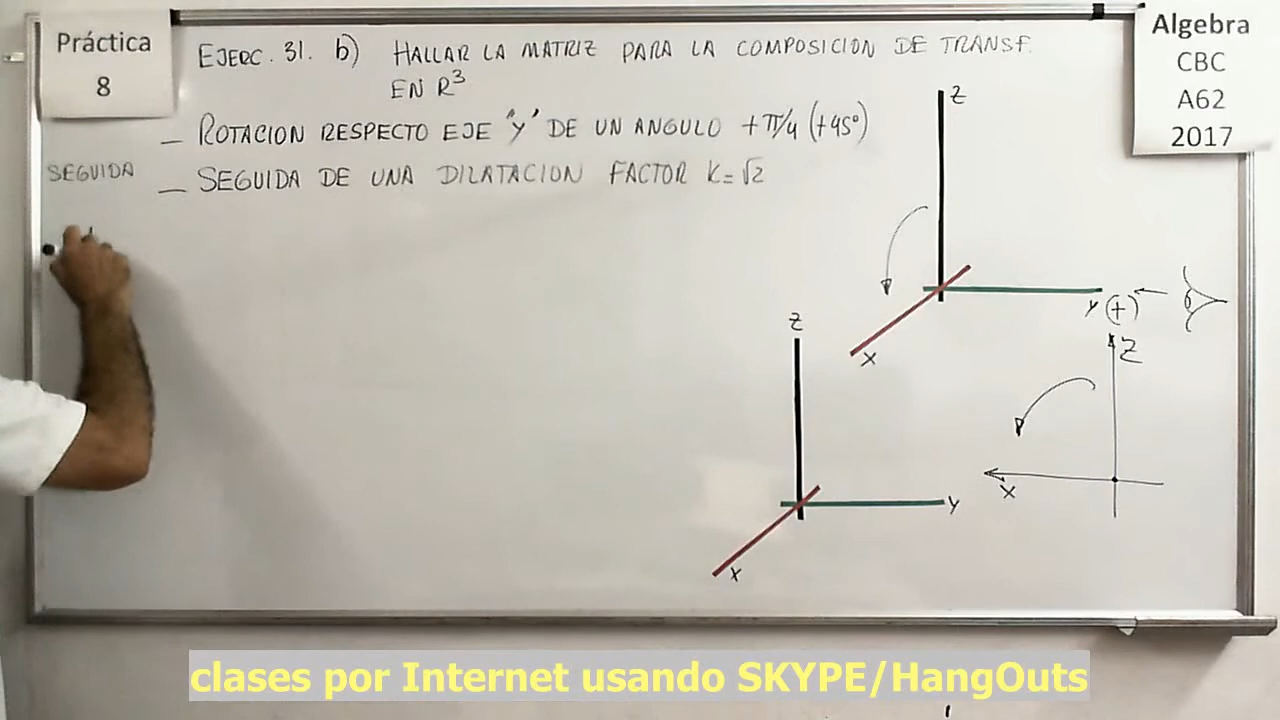 Práctica
8
EJERC. 31. b) HALLAR LA MATRIZ PARA LA COMPOSICION DE TRANSF.
EN R³
_ ROTACION RESPECTO EJE "Y" DE UN ANGULO +π/4 (+45°)
SEGUIDA
_ SEGUIDA DE UNA DILATACION FACTOR K=√2
Algebra
CBC
A62
2017
Z
Y (+)
X
Z
X
Z
Y
X
clases por Internet usando SKYPE/HangOuts